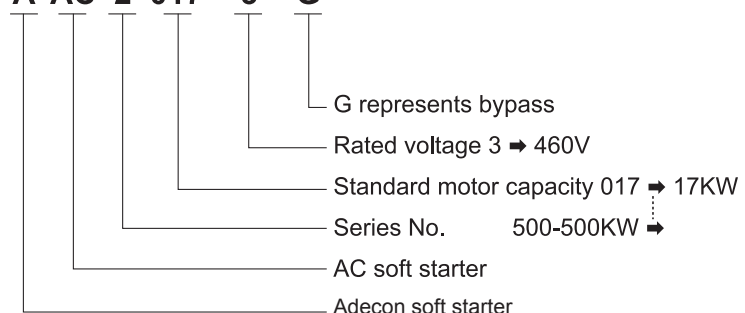 G represents bypass
Rated voltage 3 ➡ 460V
Standard motor capacity 017 ➡ 17KW
Series No. 500-500KW ➡
AC soft starter
Adecon soft starter